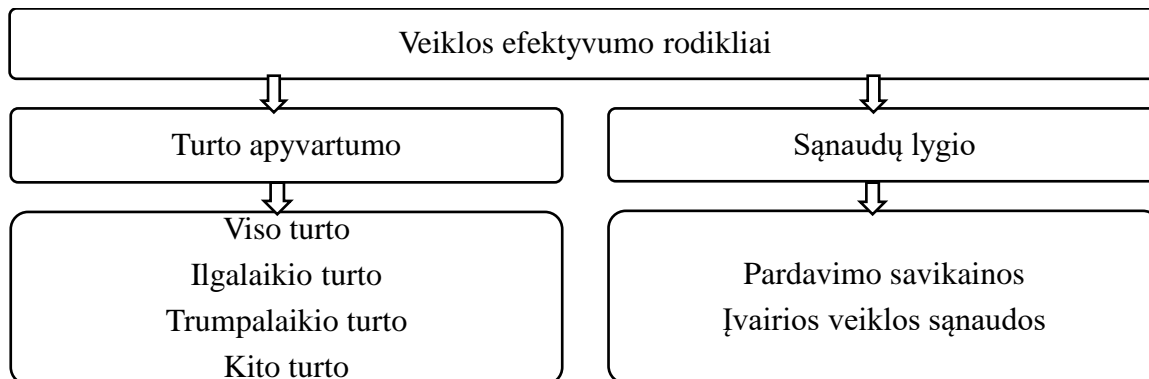 Veiklos efektyvumo rodikliai
Turto apyvartumo
Sąnaudų lygio
Viso turto
Ilgalaikio turto
Trumpalaikio turto
Kito turto
Pardavimo savikainos
Įvairios veiklos sąnaudos